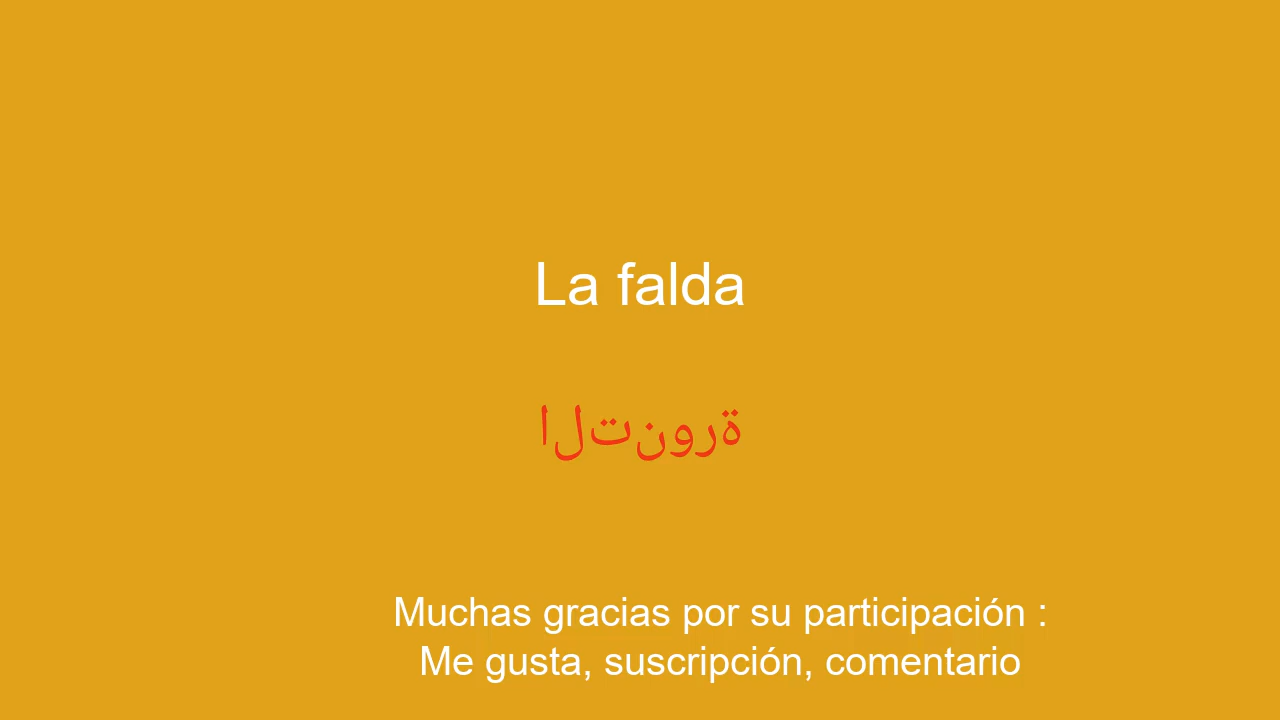 La falda
التنورة
Muchas gracias por su participación :
Me gusta, suscripción, comentario